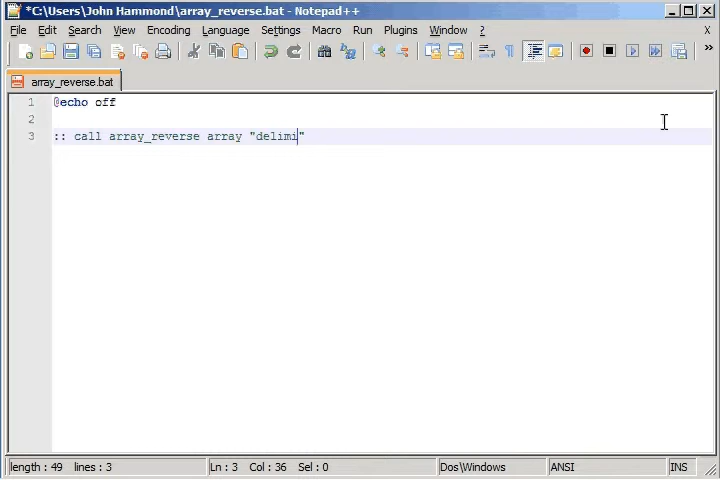 *C:\Users\John Hammond\array_reverse.bat - Notepad++
File Edit Search View Encoding Language Settings Macro Run Plugins Window ? X
array_reverse.bat
1 @echo off
2
3 :: call array_reverse array "delimi"
length : 49 lines : 3 Ln : 3 Col : 36 Sel : 0 Dos\Windows ANSI INS